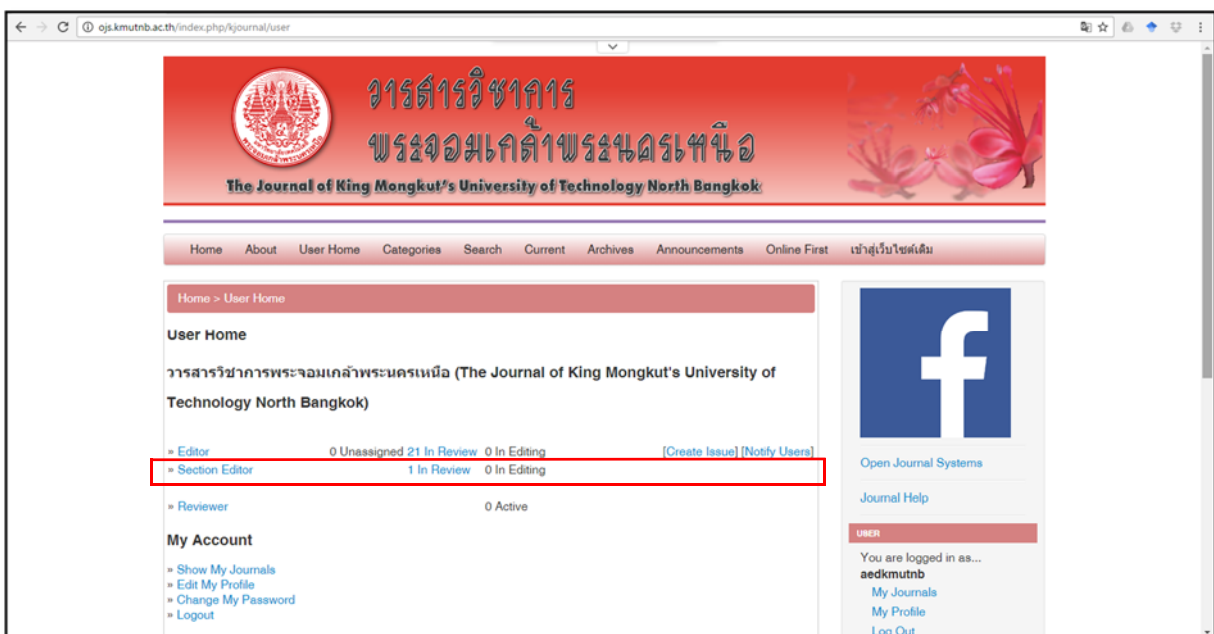 ojs.kmutnb.ac.th/index.php/kjournal/user
วารสารวิชาการ
พระจอมเกล้าพระนครเหนือ
The Journal of King Mongkut's University of Technology North Bangkok
Home About User Home Categories Search Current Archives Announcements Online First เข้าสู่เว็บไซต์เดิม
Home > User Home
User Home
วารสารวิชาการพระจอมเกล้าพระนครเหนือ (The Journal of King Mongkut's University of
Technology North Bangkok)
» Editor 0 Unassigned 21 In Review 0 In Editing [Create Issue] [Notify Users]
» Section Editor 1 In Review 0 In Editing
» Reviewer 0 Active
My Account
» Show My Journals
» Edit My Profile
» Change My Password
» Logout
f
Open Journal Systems
Journal Help
USER
You are logged in as...
aedkmutnb
My Journals
My Profile
Log Out